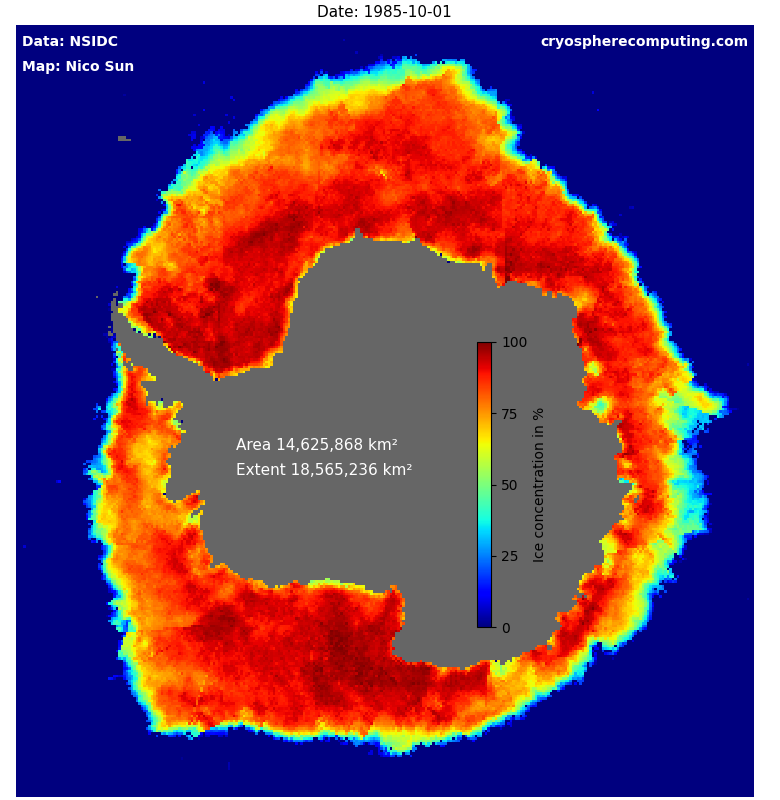 Date: 1985-10-01
Data: NSIDC
cryospherecomputing.com
Map: Nico Sun
100
75
50
25
0
Ice concentration in %
Area 14,625,868 km²
Extent 18,565,236 km²